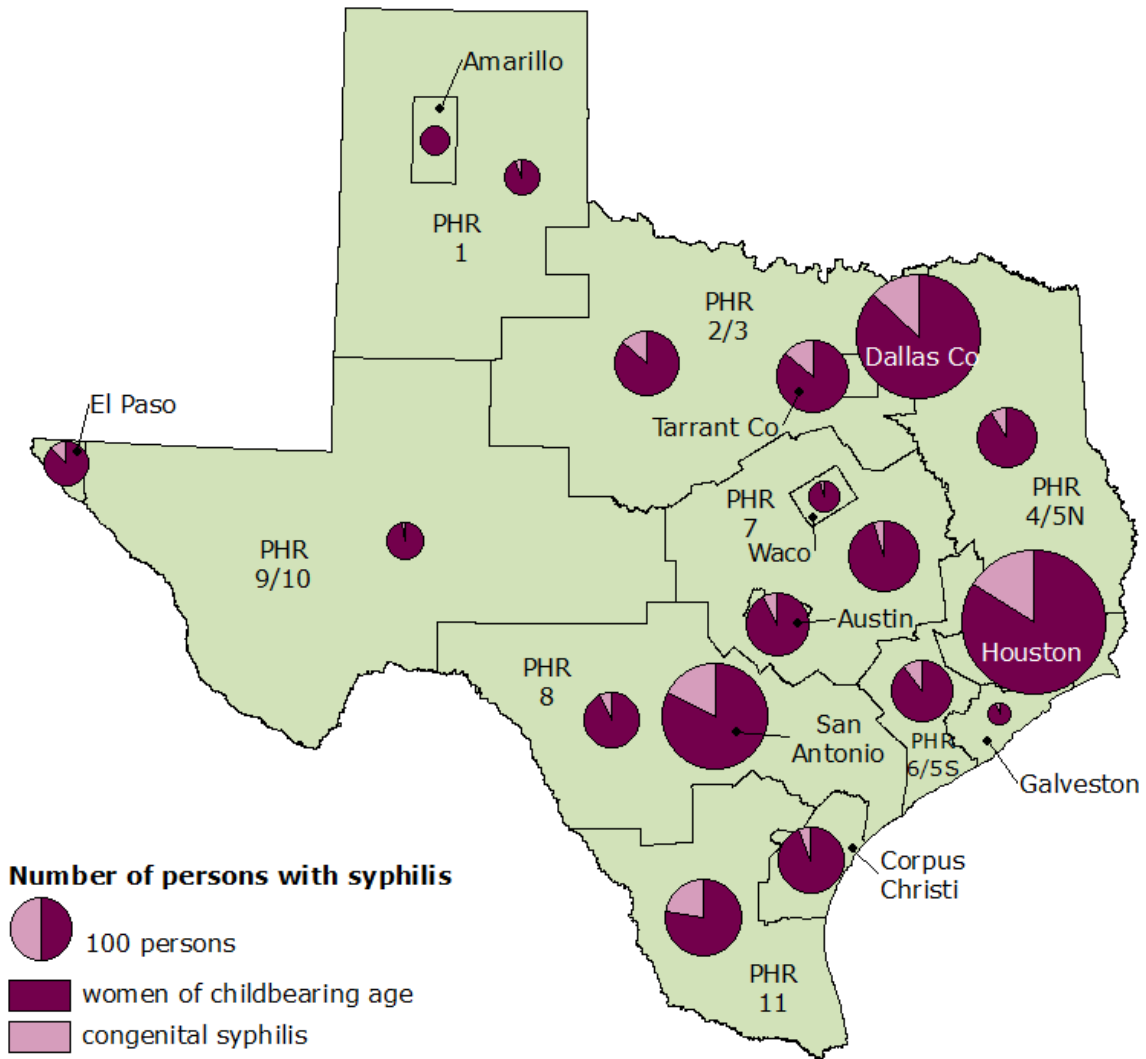 Amarillo
PHR
1
PHR
2/3
Dallas Co
El Paso
Tarrant Co
PHR
4/5N
PHR
7
Waco
PHR
9/10
Austin
Houston
PHR
8
San
Antonio
PHR
6/5S
Galveston
Corpus
Christi
PHR
11
Number of persons with syphilis
100 persons
women of childbearing age
congenital syphilis